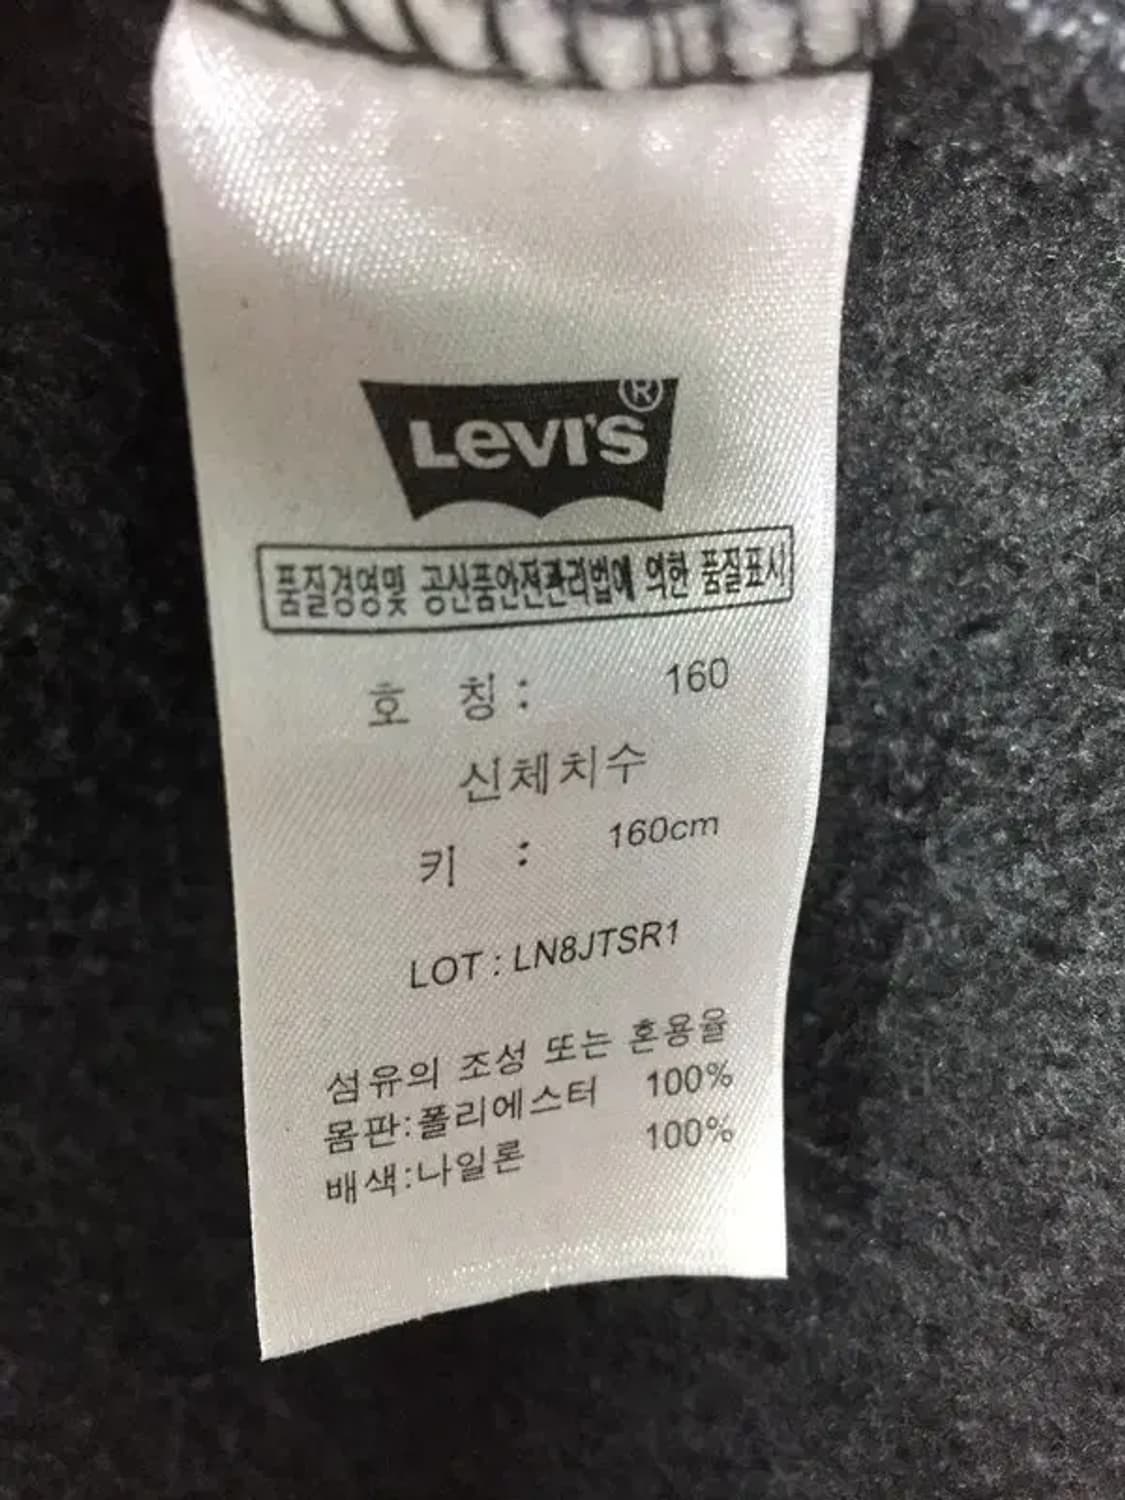 LEVI'S®
품질경영및 공산품안전관리법에 의한 품질표시
호 칭 : 160
신체치수
키 : 160cm
LOT : LN8JTSR1
섬유의 조성 또는 혼용율
몸판:폴리에스터 100%
배색:나일론 100%